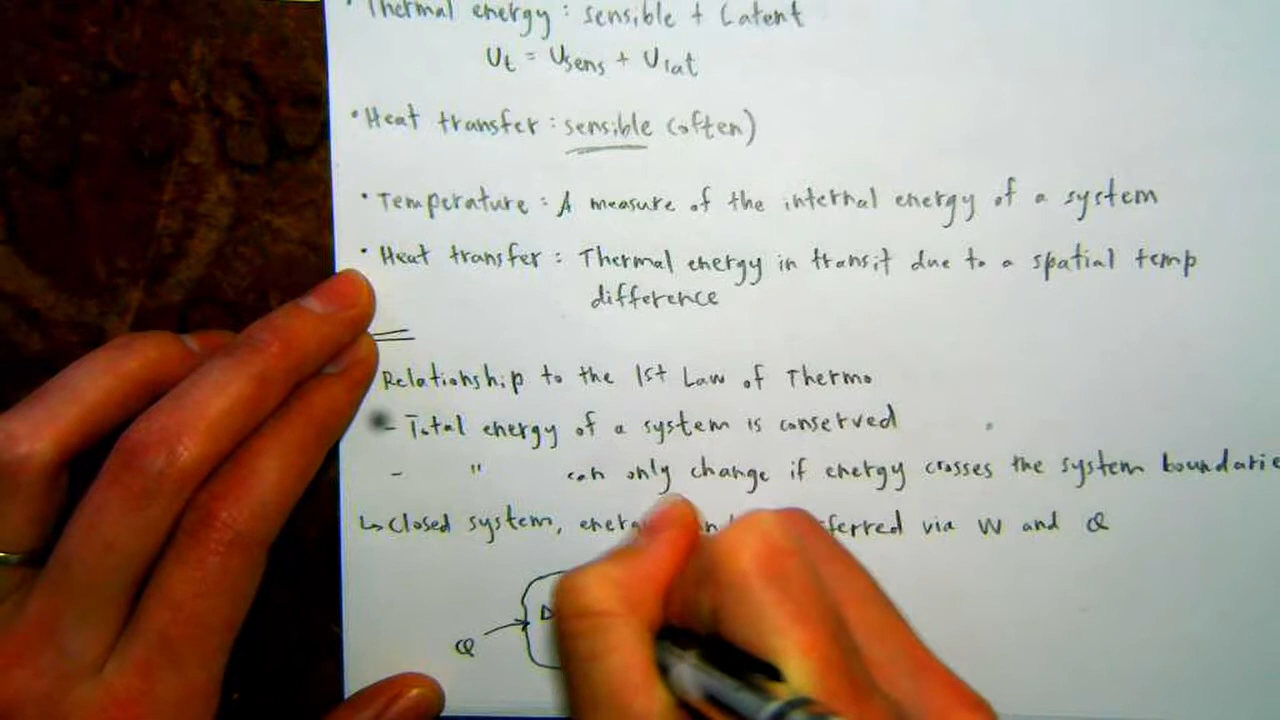 • Thermal energy : sensible + Latent
Ut = Usens + Ulat
• Heat transfer : sensible (often)
• Temperature : A measure of the internal energy of a system
• Heat transfer : Thermal energy in transit due to a spatial temp
difference
Relationship to the 1st Law of Thermo
- Total energy of a system is conserved
- " can only change if energy crosses the system boundarie
↳ Closed system, via W and Q
Q